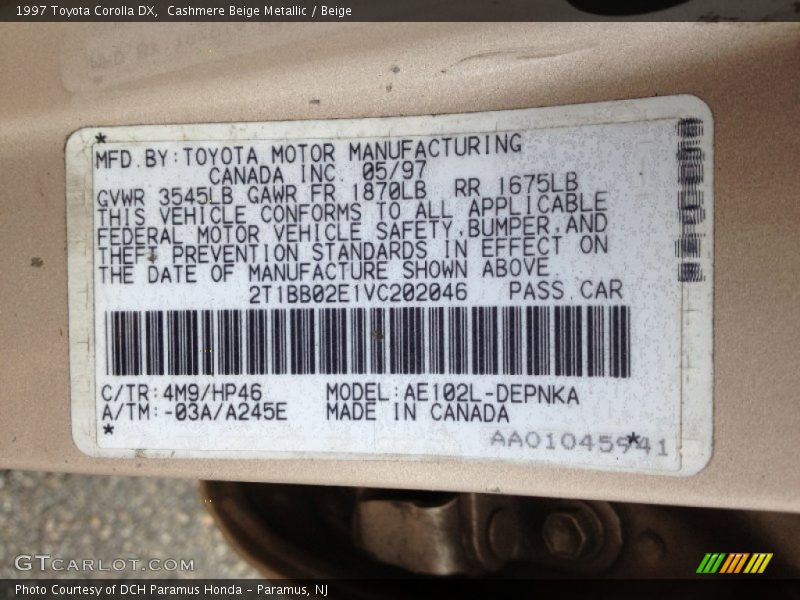 1997 Toyota Corolla DX,  Cashmere Beige Metallic / Beige
*
MFD.BY:TOYOTA MOTOR MANUFACTURING
CANADA INC 05/97
GVWR 3545LB GAWR FR 1870LB RR 1675LB
THIS VEHICLE CONFORMS TO ALL APPLICABLE
FEDERAL MOTOR VEHICLE SAFETY,BUMPER,AND
THEFT PREVENTION STANDARDS IN EFFECT ON
THE DATE OF MANUFACTURE SHOWN ABOVE
2T1BB02E1VC202046 PASS.CAR
C/TR:4M9/HP46 MODEL:AE102L-DEPNKA
A/TM:-03A/A245E MADE IN CANADA
* *
AA01045941
GTCARLOT.COM
Photo Courtesy of DCH Paramus Honda - Paramus, NJ